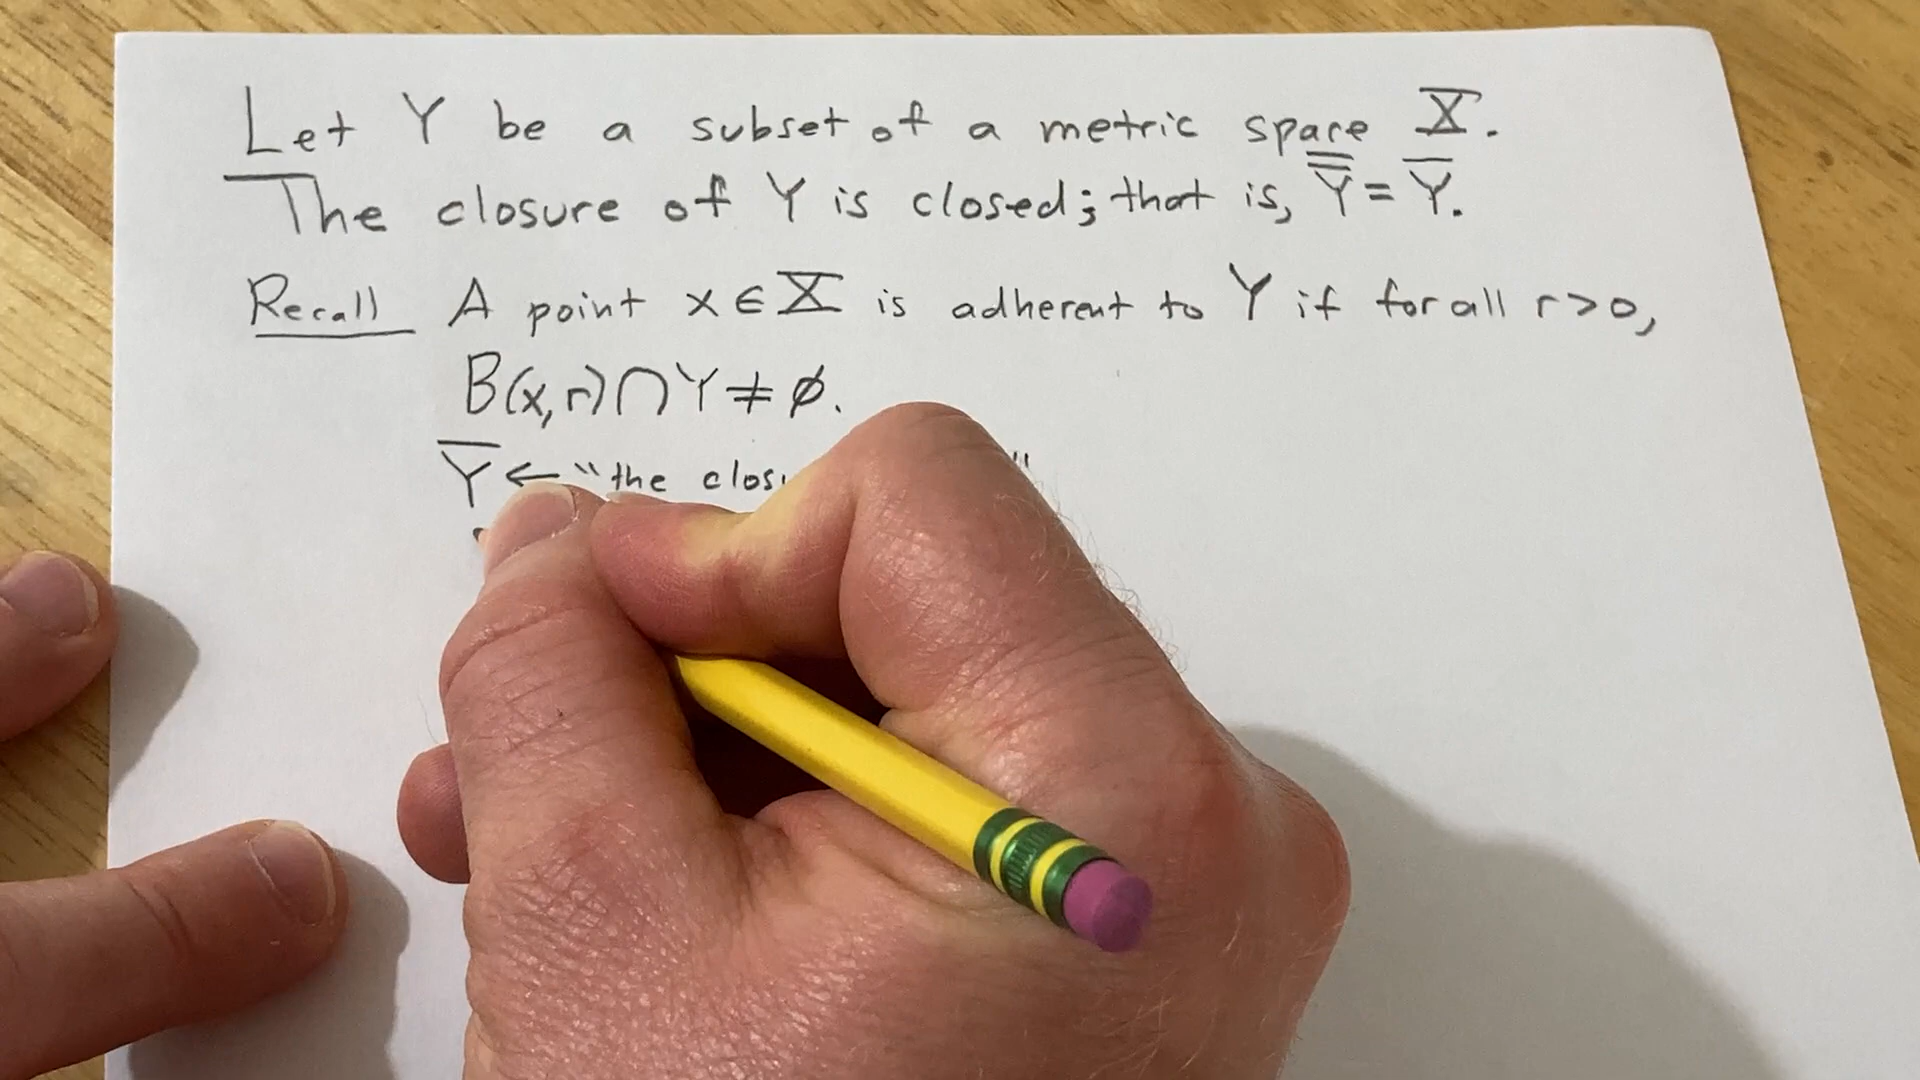 Let Y be a subset of a metric space X.
The closure of Y is closed; that is, Y̿ = Y̅.
Recall A point x ∈ X is adherent to Y if for all r > 0,
B(x, r) ∩ Y ≠ ∅.
Y̅ ← "the "